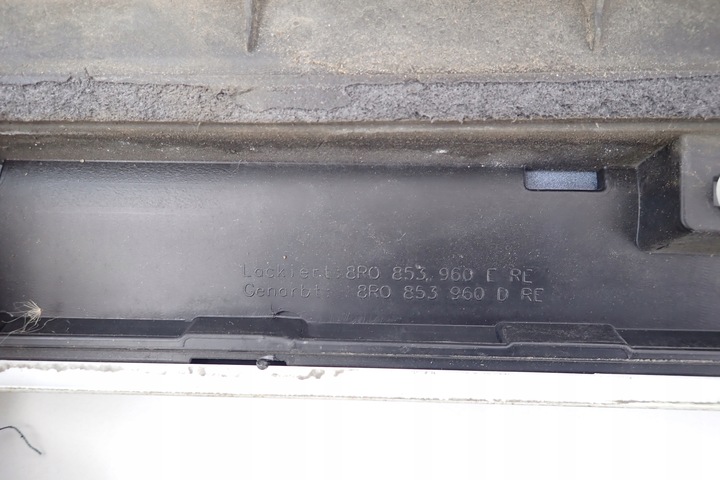 Lackiert: 8R0 853 960 E RE
Genarbt: 8R0 853 960 D RE